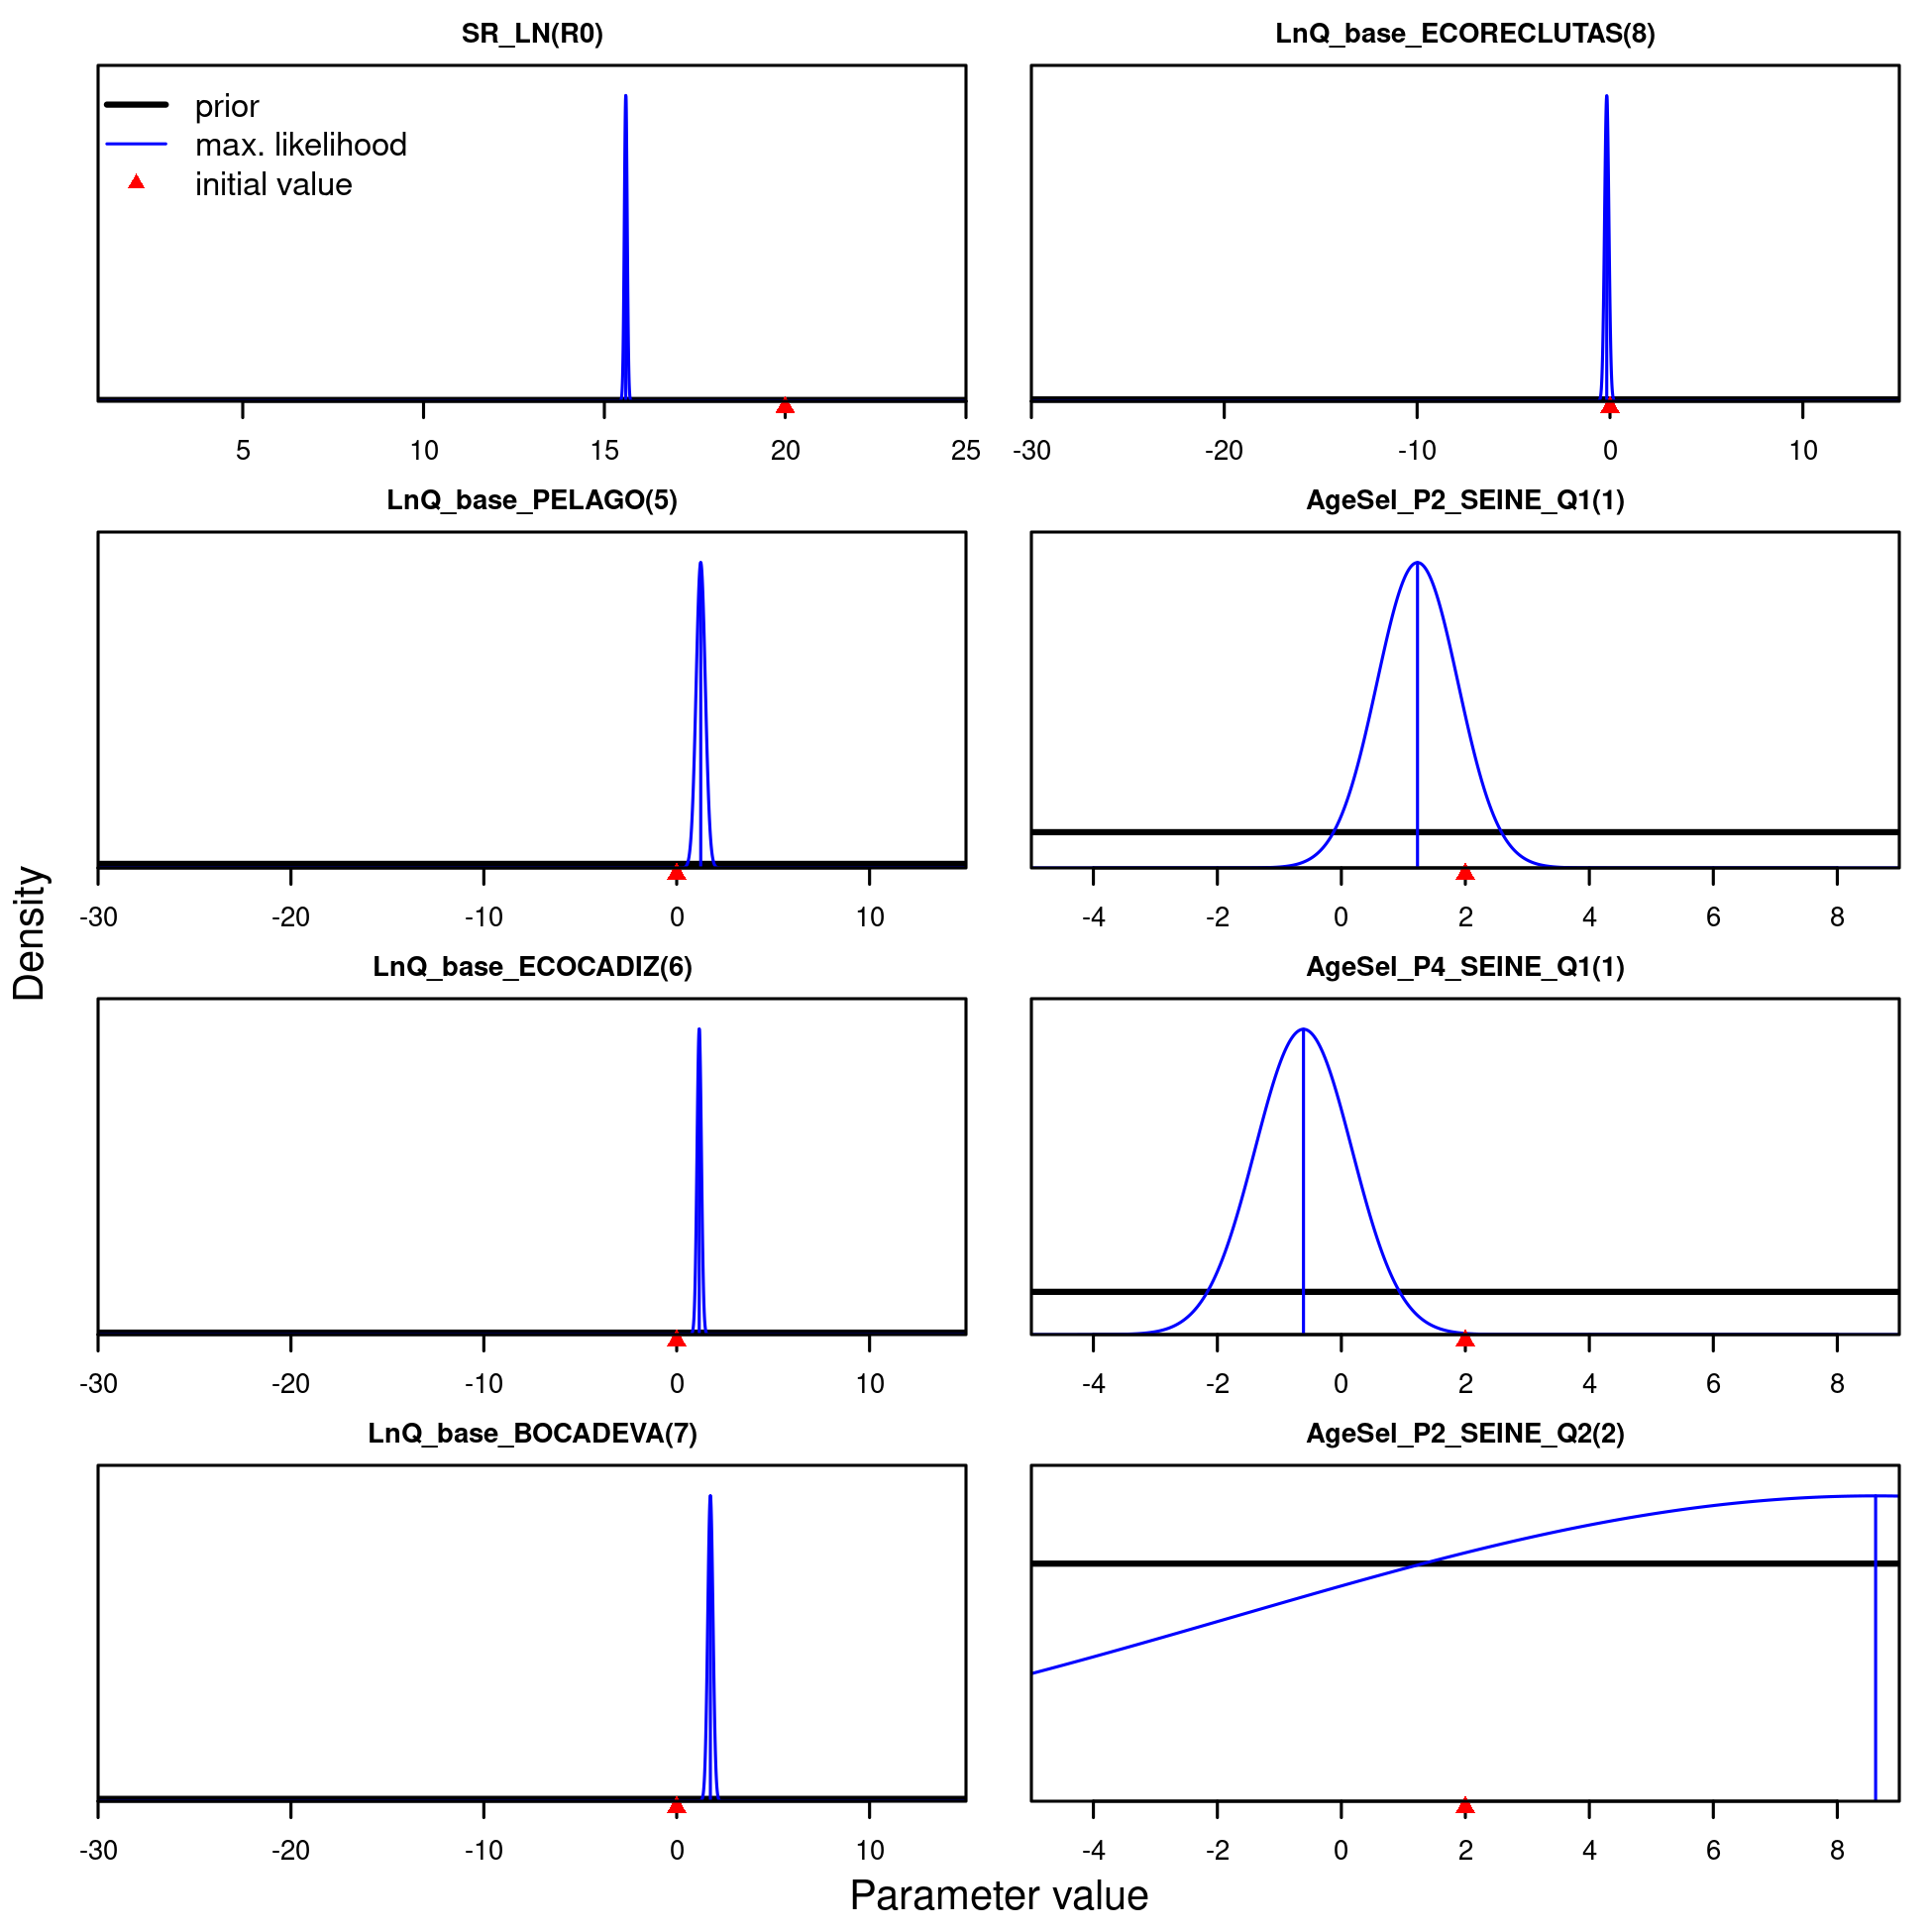 SR_LN(R0)
prior
max. likelihood
initial value
5 10 15 20 25
LnQ_base_ECORECLUTAS(8)
-30 -20 -10 0 10
LnQ_base_PELAGO(5)
-30 -20 -10 0 10
AgeSel_P2_SEINE_Q1(1)
-4 -2 0 2 4 6 8
LnQ_base_ECOCADIZ(6)
-30 -20 -10 0 10
AgeSel_P4_SEINE_Q1(1)
-4 -2 0 2 4 6 8
LnQ_base_BOCADEVA(7)
-30 -20 -10 0 10
AgeSel_P2_SEINE_Q2(2)
-4 -2 0 2 4 6 8
Density
Parameter value